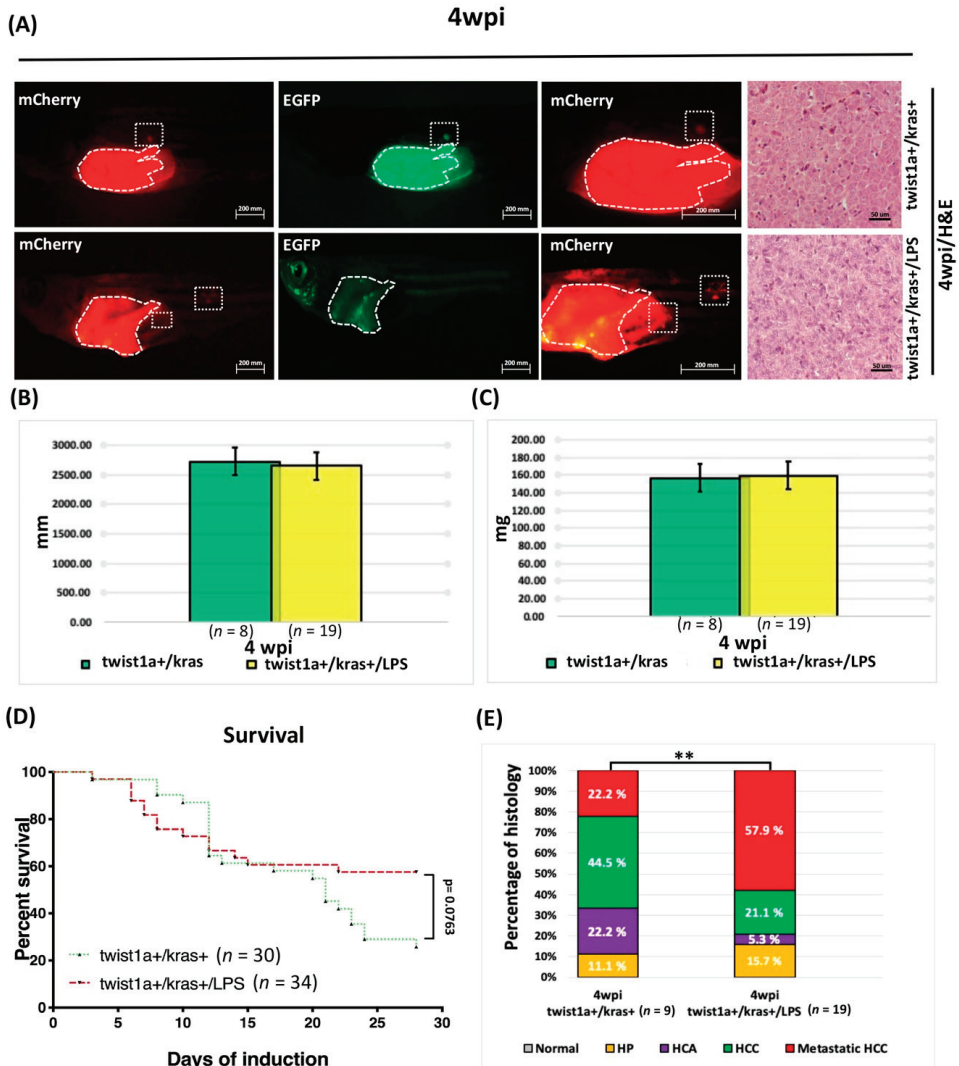 4wpi
(A)
mCherry
EGFP
mCherry
200 mm
200 mm
200 mm
50 um
twist1a+/kras+
mCherry
EGFP
mCherry
200 mm
200 mm
200 mm
50 um
twist1a+/kras+/LPS
4wpi/H&E
(B)
3000.00
2500.00
2000.00
1500.00
1000.00
500.00
0.00
mm
(n = 8)
(n = 19)
4 wpi
twist1a+/kras
twist1a+/kras+/LPS
(C)
200.00
180.00
160.00
140.00
120.00
100.00
80.00
60.00
40.00
20.00
0.00
mg
(n = 8)
(n = 19)
4 wpi
twist1a+/kras
twist1a+/kras+/LPS
(D)
Survival
100
80
60
40
20
0
Percent survival
p= 0.0763
twist1a+/kras+ (n = 30)
twist1a+/kras+/LPS (n = 34)
0 5 10 15 20 25 30
Days of induction
(E)
**
100%
90%
80%
70%
60%
50%
40%
30%
20%
10%
0%
Percentage of histology
22.2 %
44.5 %
22.2 %
11.1 %
57.9 %
21.1 %
5.3 %
15.7 %
4wpi
twist1a+/kras+ (n = 9)
4wpi
twist1a+/kras+/LPS (n = 19)
Normal
HP
HCA
HCC
Metastatic HCC